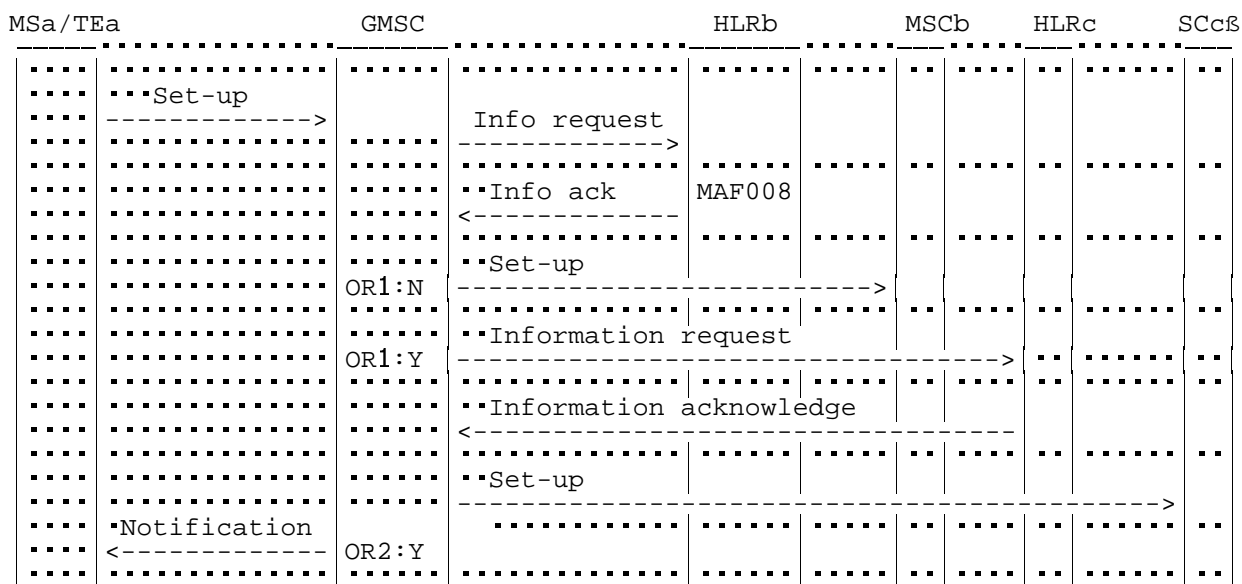 MSa/TEa GMSC HLRb MSCb HLRc SCcß
Set-up
Info request
Info ack MAF008
Set-up
OR1:N
Information request
OR1:Y
Information acknowledge
Set-up
Notification
OR2:Y